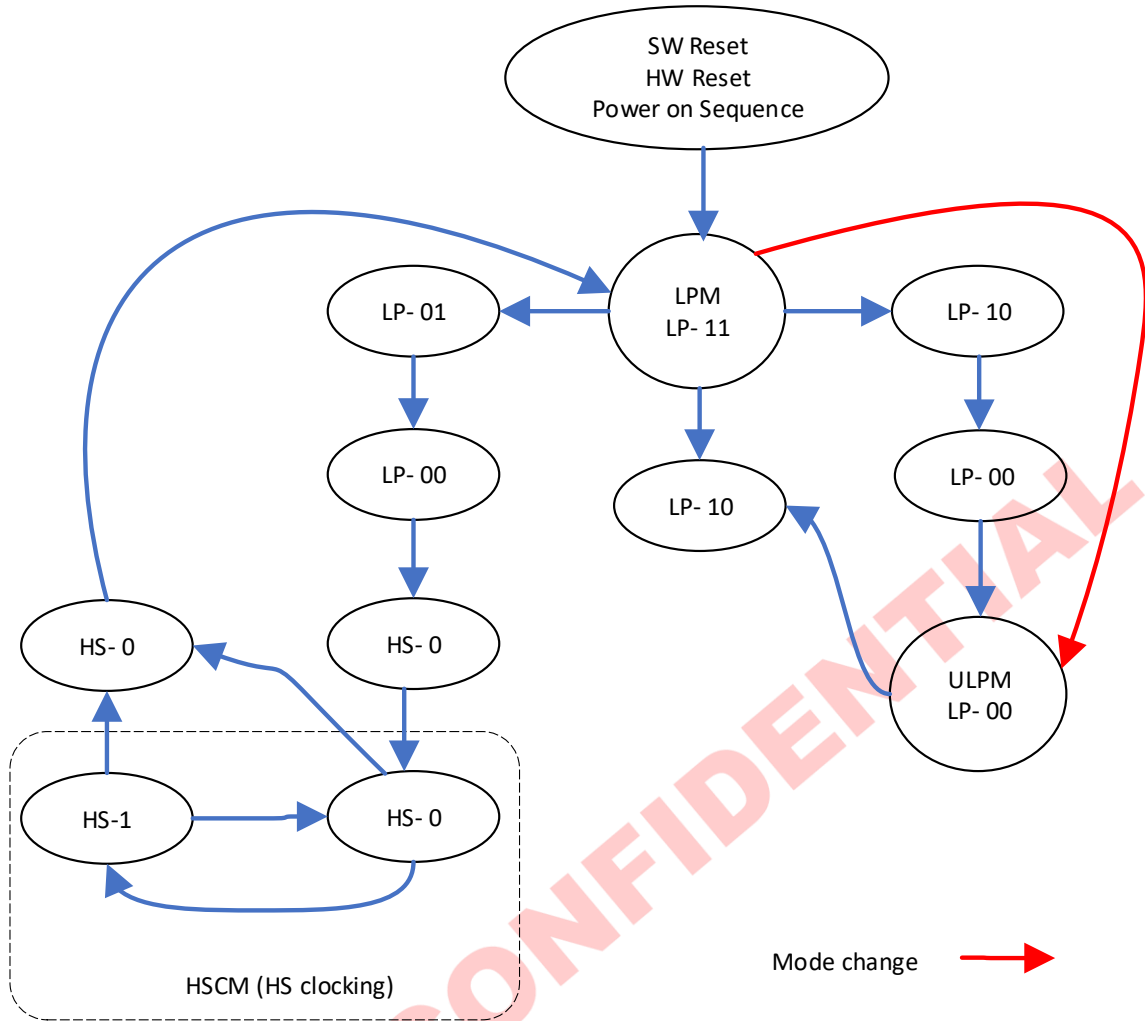 SW Reset
HW Reset
Power on Sequence
LP- 01
LPM
LP- 11
LP- 10
LP- 00
LP- 10
LP- 00
HS- 0
HS- 0
ULPM
LP- 00
HS-1
HS- 0
HSCM (HS clocking)
Mode change
CONFIDENTIAL